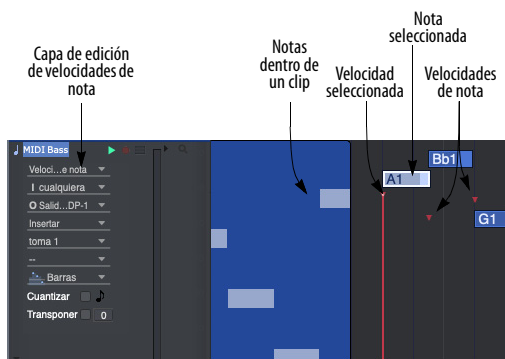 Nota
seleccionada
Capa de edición
de velocidades de
nota
Notas
dentro de
un clip
Velocidad
seleccionada
Velocidades
de nota
MIDI Bass
Veloci...e nota
I cualquiera
O Salid...DP-1
Insertar
toma 1
--
Barras
Cuantizar
Transponer 0
Bb1
A1
G1